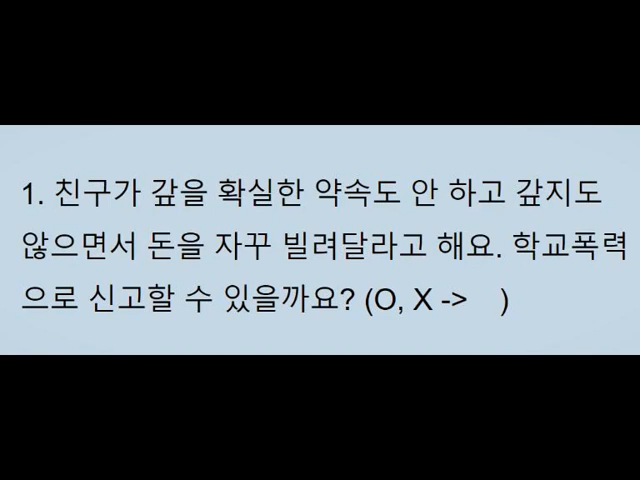 1. 친구가 갚을 확실한 약속도 안 하고 갚지도
않으면서 돈을 자꾸 빌려달라고 해요. 학교폭력
으로 신고할 수 있을까요? (O, X -> )